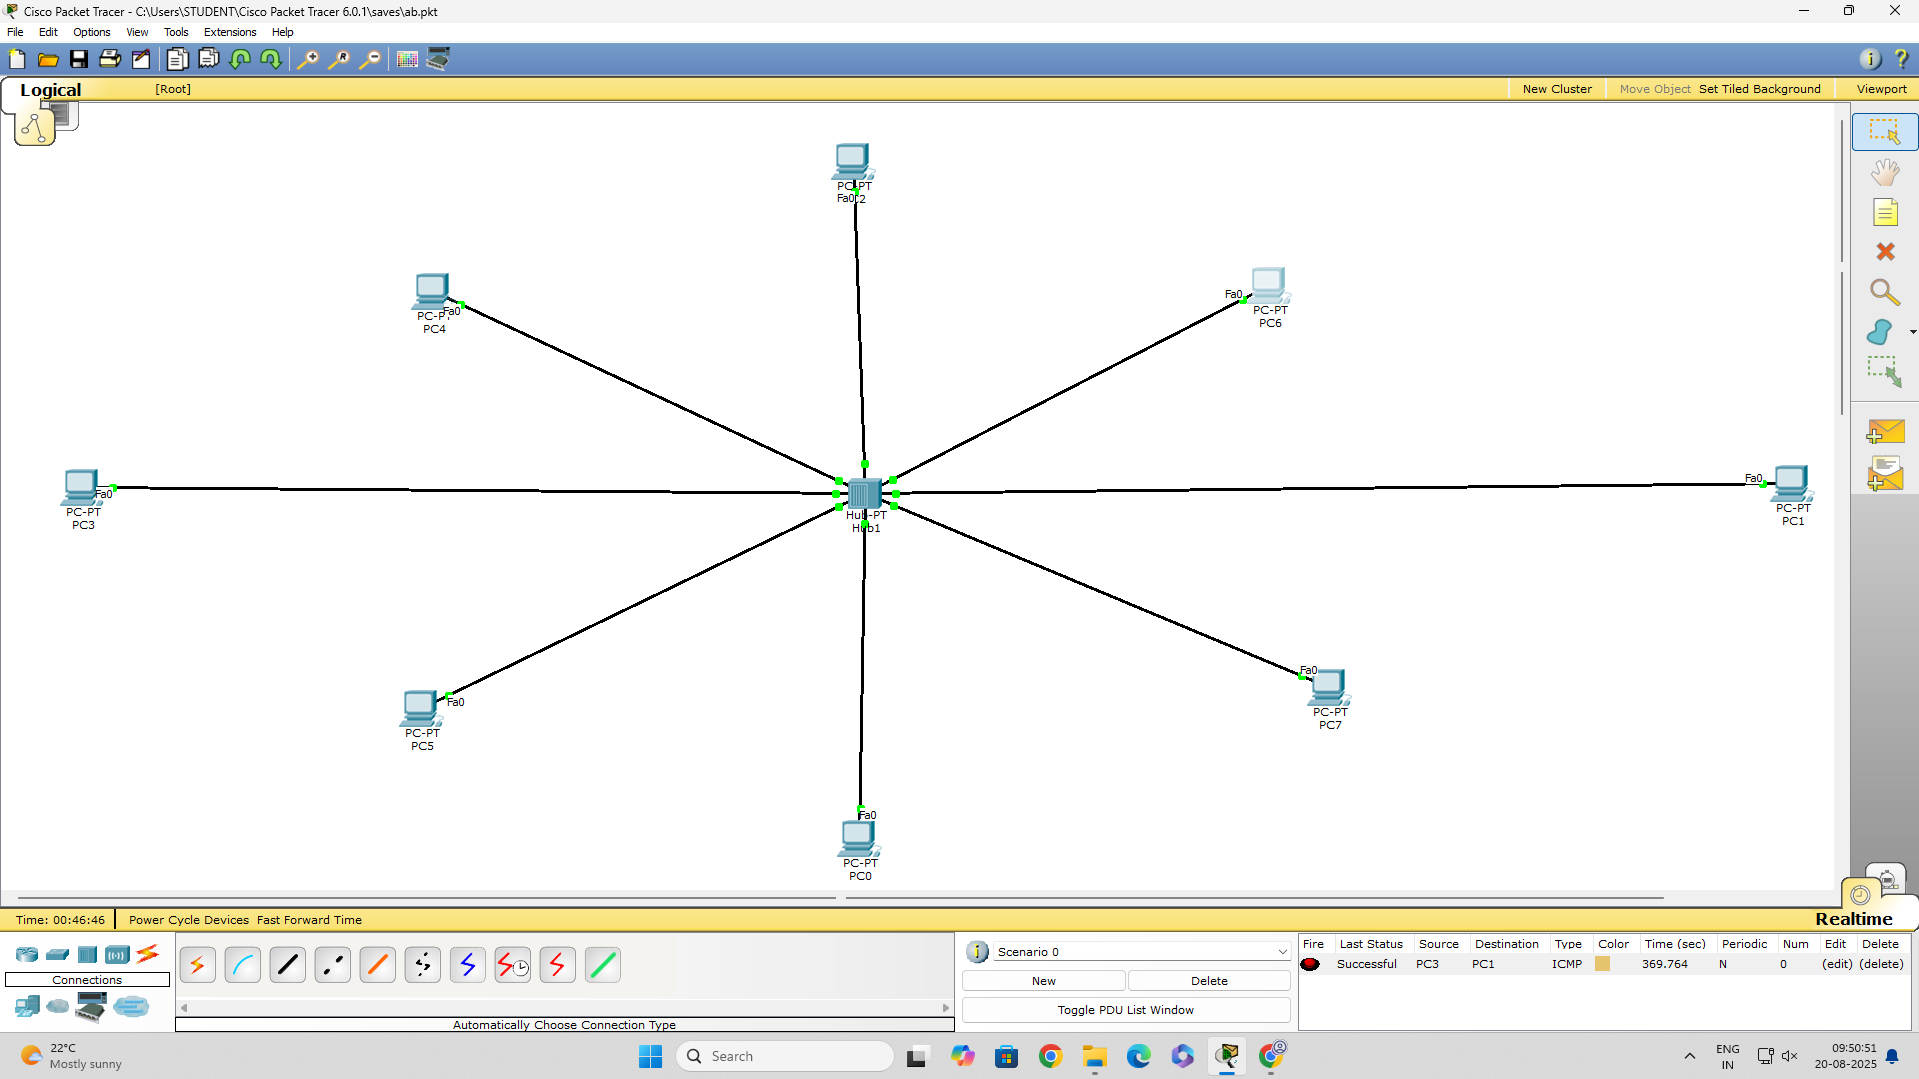 Cisco Packet Tracer - C:\Users\STUDENT\Cisco Packet Tracer 6.0.1\saves\ab.pkt
File Edit Options View Tools Extensions Help
Logical [Root] New Cluster Move Object Set Tiled Background Viewport
PC-PT
Fa0
Fa0
PC4
Fa0
PC-PT
PC6
Fa0
PC-PT
PC3
Hub-PT
Hub1
Fa0
PC-PT
PC1
Fa0
PC-PT
PC5
Fa0
PC-PT
PC7
Fa0
PC-PT
PC0
Time: 00:46:46 Power Cycle Devices Fast Forward Time Realtime
Connections
Automatically Choose Connection Type
Scenario 0
New Delete
Toggle PDU List Window
Fire Last Status Source Destination Type Color Time (sec) Periodic Num Edit Delete
Successful PC3 PC1 ICMP 369.764 N 0 (edit) (delete)
22°C
Mostly sunny
Search
ENG
IN
09:50:51
20-08-2025